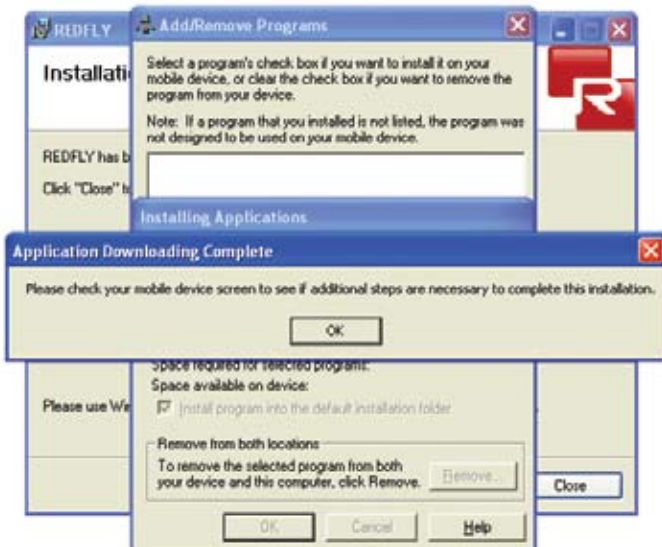 REDFLY
Add/Remove Programs
Installati
Select a program's check box if you want to install it on your
mobile device, or clear the check box if you want to remove the
program from your device.
Note: If a program that you installed is not listed, the program was
not designed to be used on your mobile device.
R
REDFLY has b
Click "Close" to
Installing Applications
Application Downloading Complete
Please check your mobile device screen to see if additional steps are necessary to complete this installation.
OK
Space required for selected programs:
Space available on device:
Install program into the default installation folder
Please use Wi
Remove from both locations
To remove the selected program from both
your device and this computer, click Remove.
Remove...
Close
OK
Cancel
Help